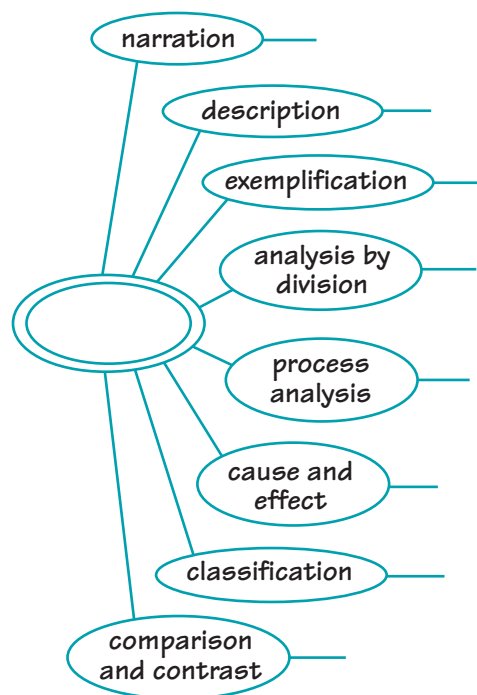 narration
description
exemplification
analysis by
division
process
analysis
cause and
effect
classification
comparison
and contrast